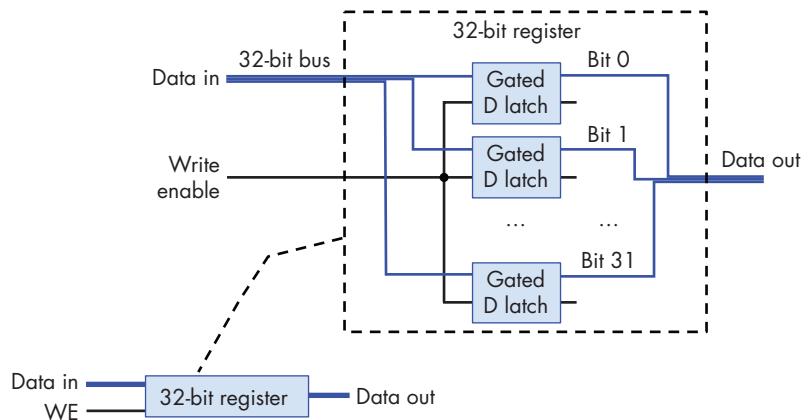 32-bit register
32-bit bus
Data in
Gated
D latch
Bit 0
Gated
D latch
Bit 1
Write
enable
Data out
... ...
Gated
D latch
Bit 31
Data in
WE
32-bit register
Data out